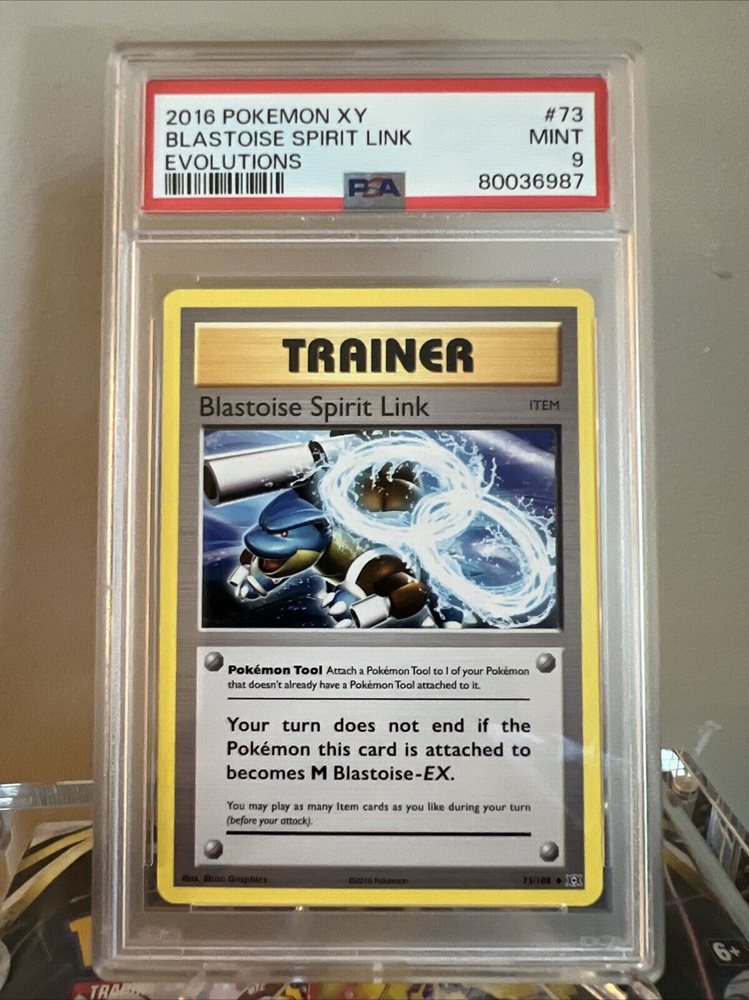 2016 POKEMON XY #73
BLASTOISE SPIRIT LINK MINT
EVOLUTIONS 9
PSA 80036987
TRAINER
Blastoise Spirit Link ITEM
Pokémon Tool Attach a Pokémon Tool to 1 of your Pokémon
that doesn't already have a Pokémon Tool attached to it.
Your turn does not end if the
Pokémon this card is attached to
becomes M Blastoise-EX.
You may play as many Item cards as you like during your turn
(before your attack).
Illus. 5ban Graphics ©2016 Pokémon 73/108
6+